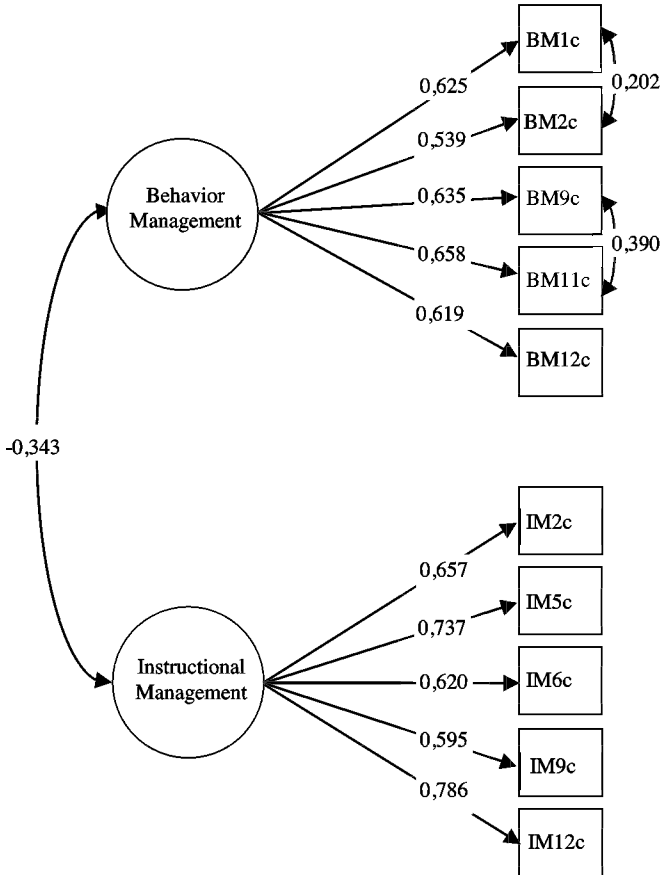 BM1c
0,625
0,202
BM2c
0,539
Behavior
Management
0,635
BM9c
0,390
0,658
BM11c
0,619
BM12c
-0,343
IM2c
0,657
IM5c
0,737
Instructional
Management
0,620
IM6c
0,595
IM9c
0,786
IM12c